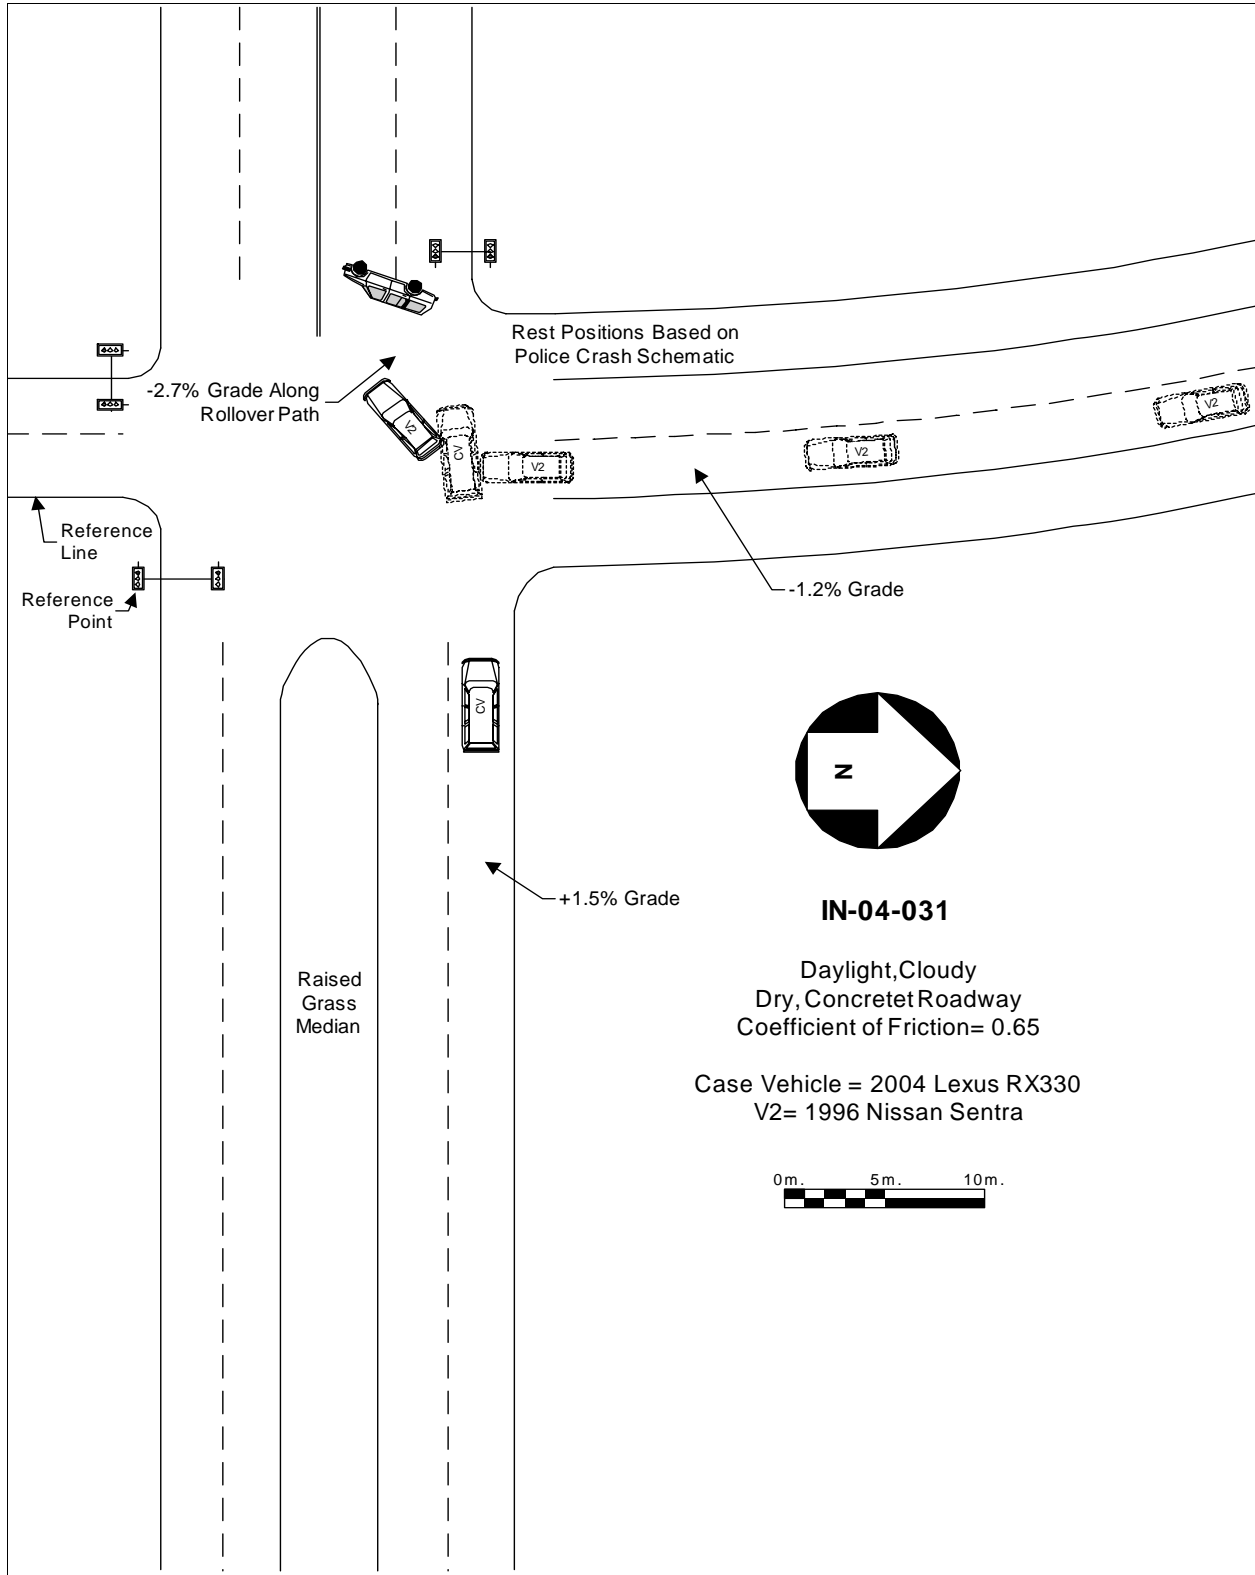 Rest Positions Based on
Police Crash Schematic
-2.7% Grade Along
Rollover Path
V2
CV
V2
V2
V2
Reference
Line
Reference
Point
-1.2% Grade
CV
N
+1.5% Grade
IN-04-031
Raised
Grass
Median
Daylight,Cloudy
Dry, Concretet Roadway
Coefficient of Friction= 0.65
Case Vehicle = 2004 Lexus RX330
V2= 1996 Nissan Sentra
0m. 5m. 10m.